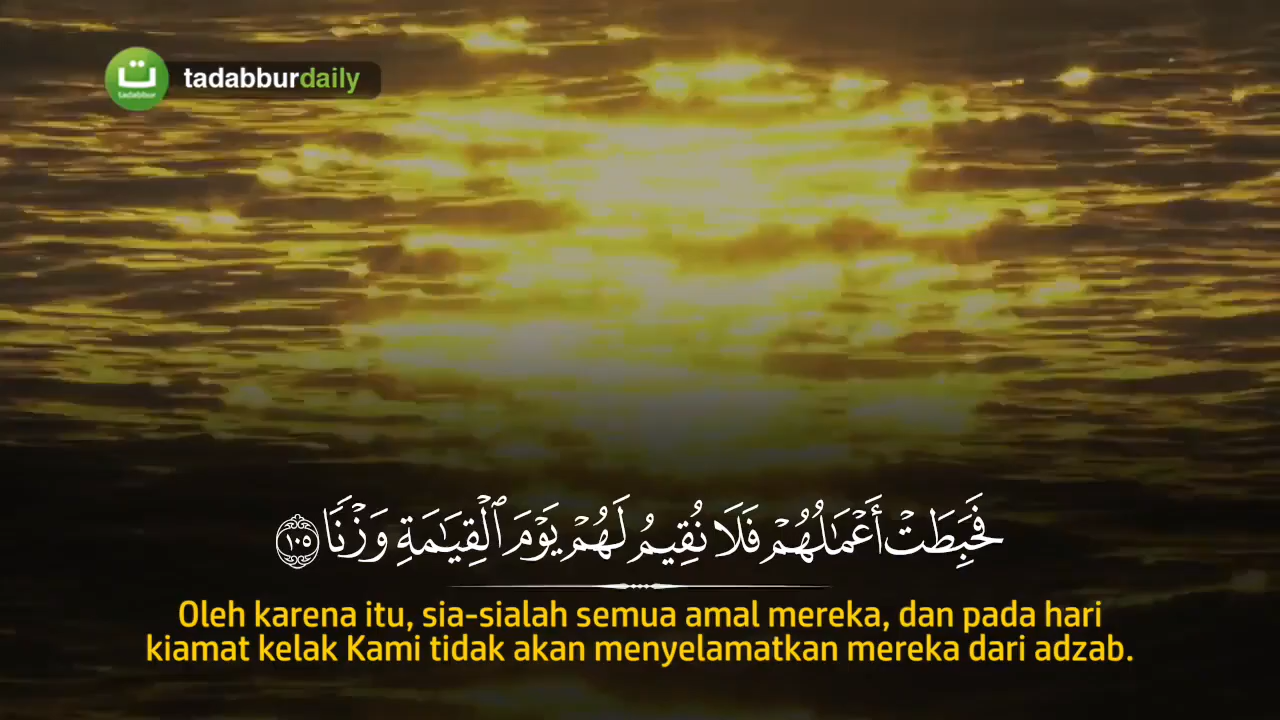 ت
tadabbur
tadabburdaily
فَحَبِطَتْ أَعْمَـٰلُهُمْ فَلَا نُقِيمُ لَهُمْ يَوْمَ ٱلْقِيَـٰمَةِ وَزْنًا ١٠٥
Oleh karena itu, sia-sialah semua amal mereka, dan pada hari
kiamat kelak Kami tidak akan menyelamatkan mereka dari adzab.